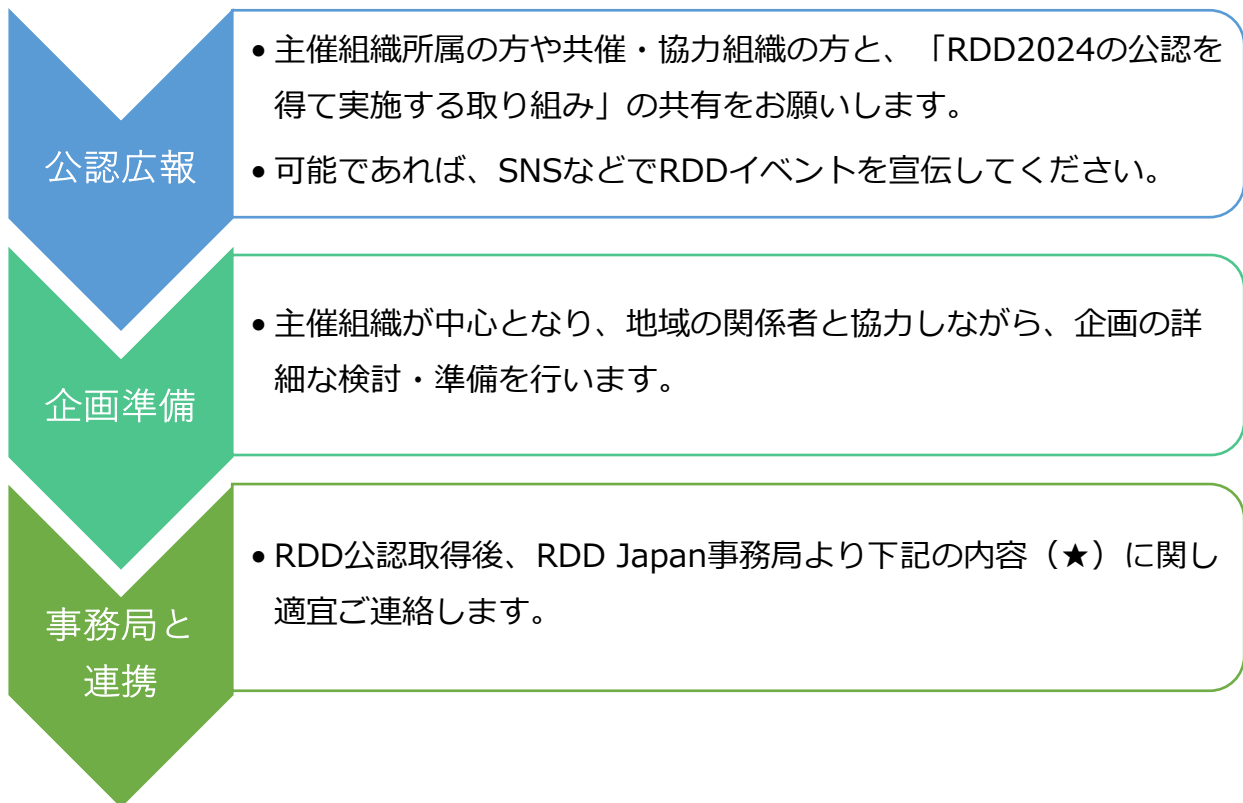 公認広報
• 主催組織所属の方や共催・協力組織の方と、「RDD2024の公認を
得て実施する取り組み」の共有をお願いします。
• 可能であれば、SNSなどでRDDイベントを宣伝してください。
企画準備
• 主催組織が中心となり、地域の関係者と協力しながら、企画の詳
細な検討・準備を行います。
事務局と
連携
• RDD公認取得後、RDD Japan事務局より下記の内容（★）に関し
適宜ご連絡します。